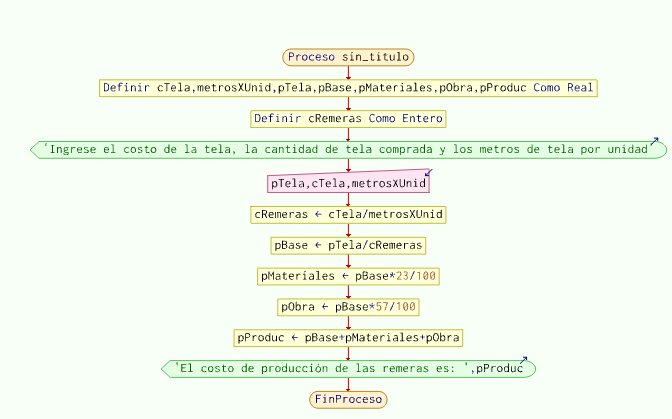 Proceso sin_titulo
Definir cTela,metrosXUnid,pTela,pBase,pMateriales,pObra,pProduc Como Real
Definir cRemeras Como Entero
'Ingrese el costo de la tela, la cantidad de tela comprada y los metros de tela por unidad'
pTela,cTela,metrosXUnid
cRemeras ← cTela/metrosXUnid
pBase ← pTela/cRemeras
pMateriales ← pBase*23/100
pObra ← pBase*57/100
pProduc ← pBase+pMateriales+pObra
'El costo de producción de las remeras es: ',pProduc
FinProceso